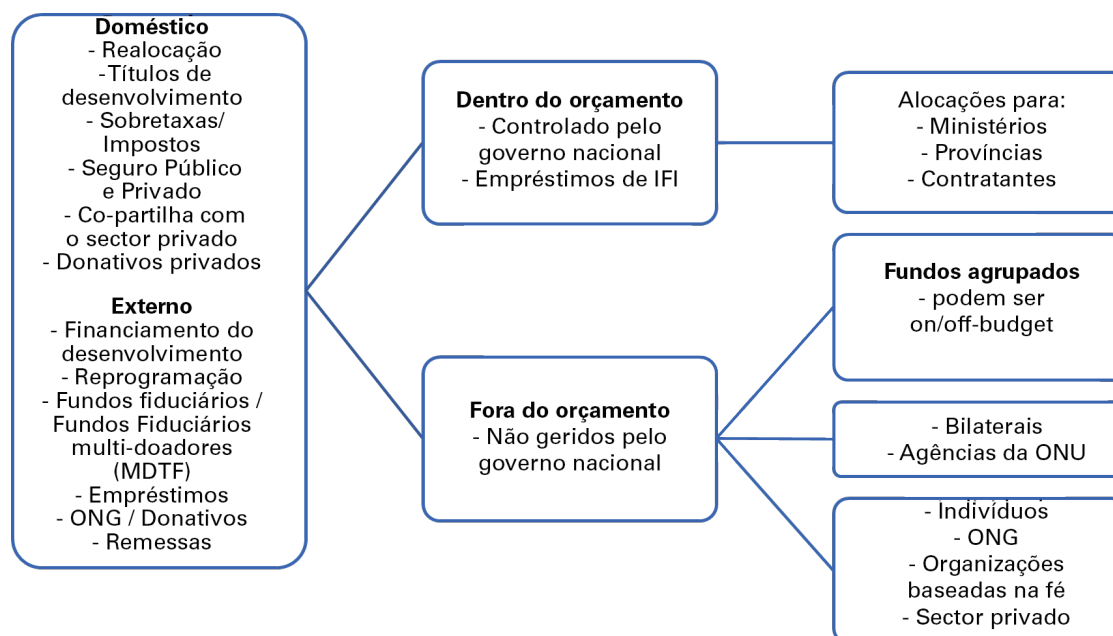 Doméstico
- Realocação
-Títulos de
desenvolvimento
- Sobretaxas/
Impostos
- Seguro Público
e Privado
- Co-partilha com
o sector privado
- Donativos privados
Externo
- Financiamento do
desenvolvimento
- Reprogramação
- Fundos fiduciários /
Fundos Fiduciários
multi-doadores
(MDTF)
- Empréstimos
- ONG / Donativos
- Remessas
Dentro do orçamento
- Controlado pelo
governo nacional
- Empréstimos de IFI
Alocações para:
- Ministérios
- Províncias
- Contratantes
Fora do orçamento
- Não geridos pelo
governo nacional
Fundos agrupados
- podem ser
on/off-budget
- Bilaterais
- Agências da ONU
- Indivíduos
- ONG
- Organizações
baseadas na fé
- Sector privado